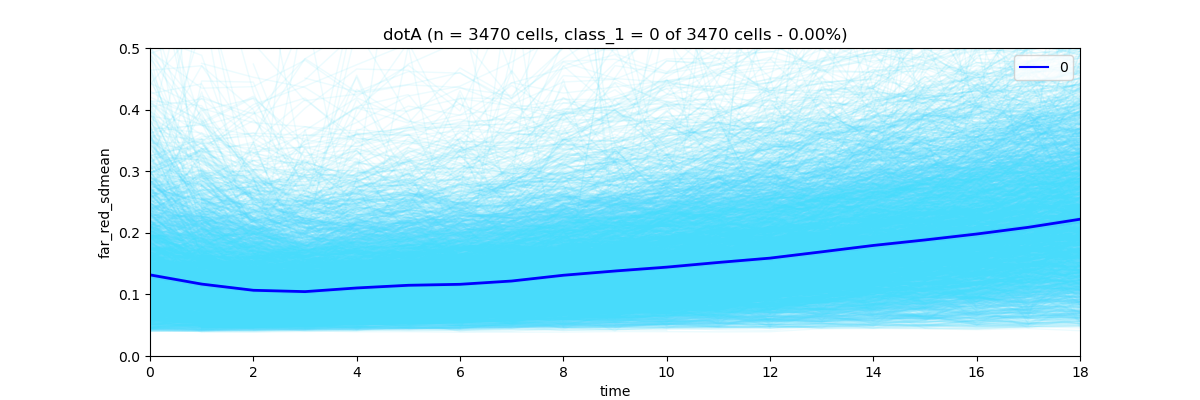 dotA (n = 3470 cells, class_1 = 0 of 3470 cells - 0.00%)
0.5
0.4
0.3
0.2
0.1
0.0
far_red_sdmean
0
0 2 4 6 8 10 12 14 16 18
time